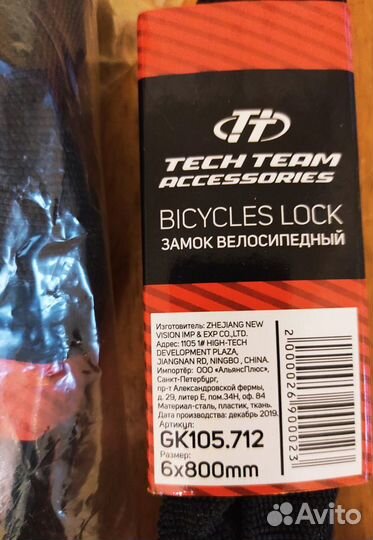 TT
TECH TEAM
ACCESSORIES
BICYCLES LOCK
ЗАМОК ВЕЛОСИПЕДНЫЙ
Изготовитель: ZHEJIANG NEW
VISION IMP & EXP CO.,LTD.
Адрес: 1105 1# HIGH-TECH
DEVELOPMENT PLAZA,
JIANGNAN RD, NINGBO , CHINA.
Импортёр: ООО «АльянсПлюс»,
Санкт-Петербург,
пр-т Александровской фермы,
д. 29, литер Е, пом.34Н, оф. 84
Материал-сталь, пластик, ткань.
Дата производства: декабрь 2019.
Артикул:
GK105.712
Размер:
6x800mm
2000026900023
Avito